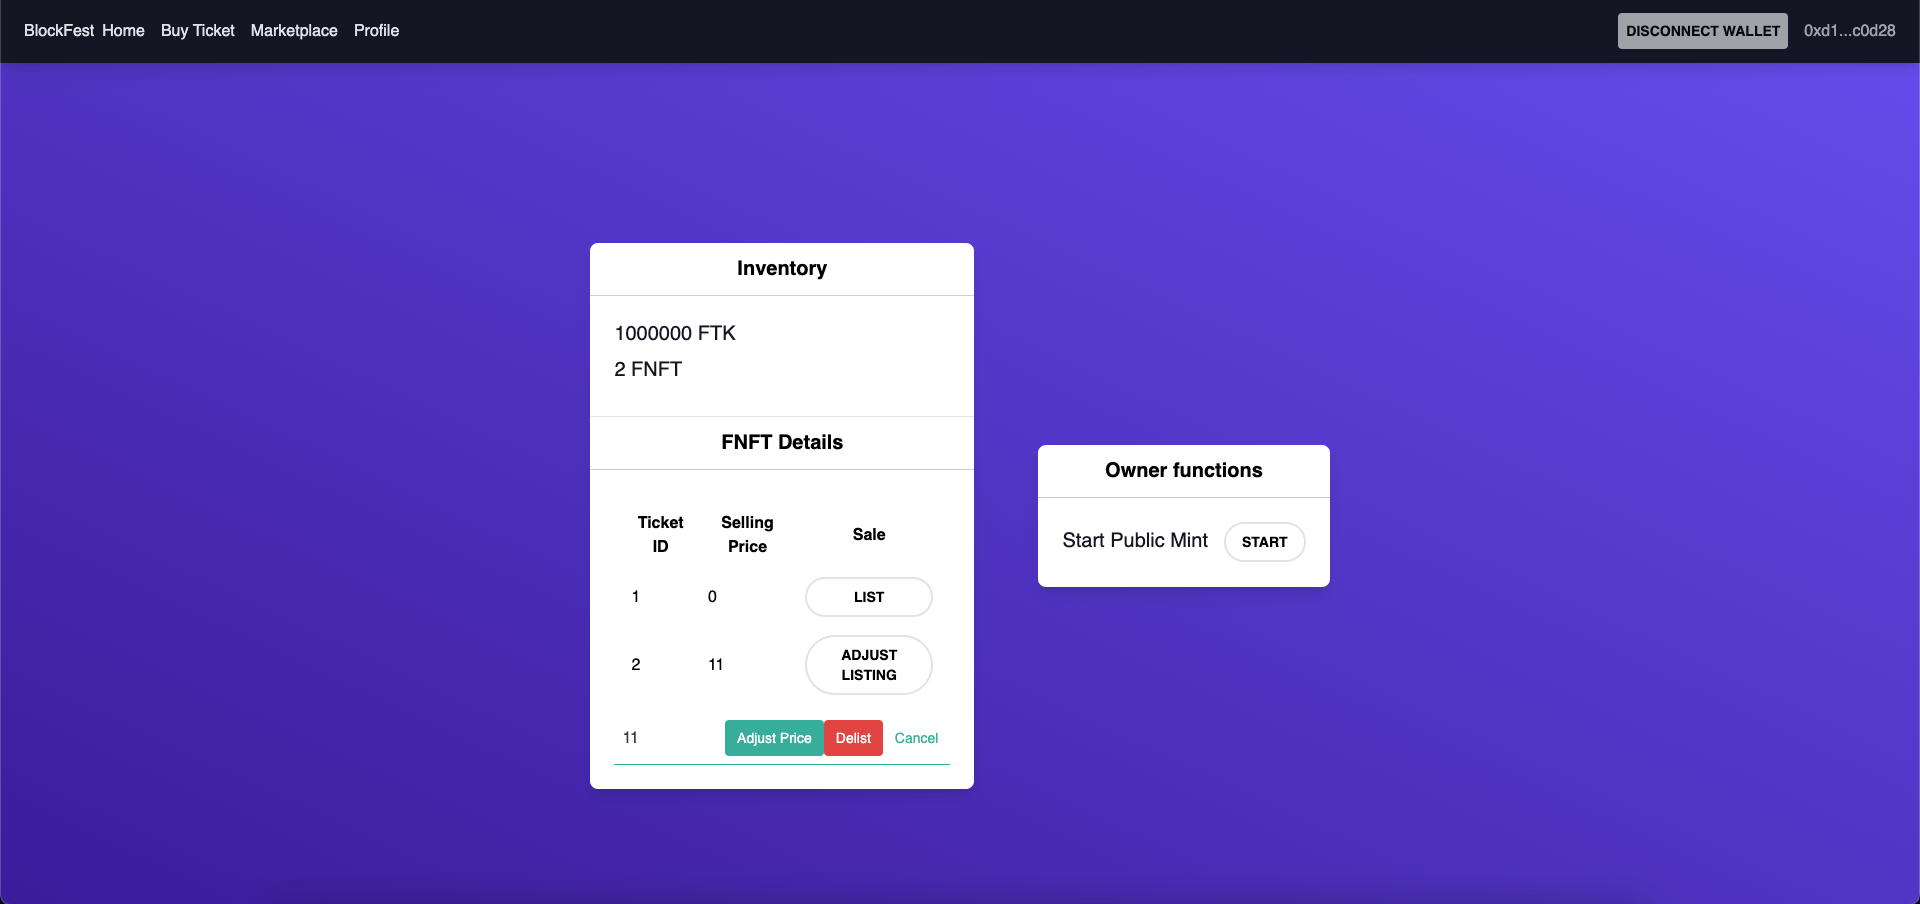 BlockFest Home Buy Ticket Marketplace Profile DISCONNECT WALLET 0xd1...c0d28
Inventory
1000000 FTK
2 FNFT
FNFT Details
Ticket ID Selling Price Sale
1 0 LIST
2 11 ADJUST LISTING
11 Adjust Price Delist Cancel
Owner functions
Start Public Mint START